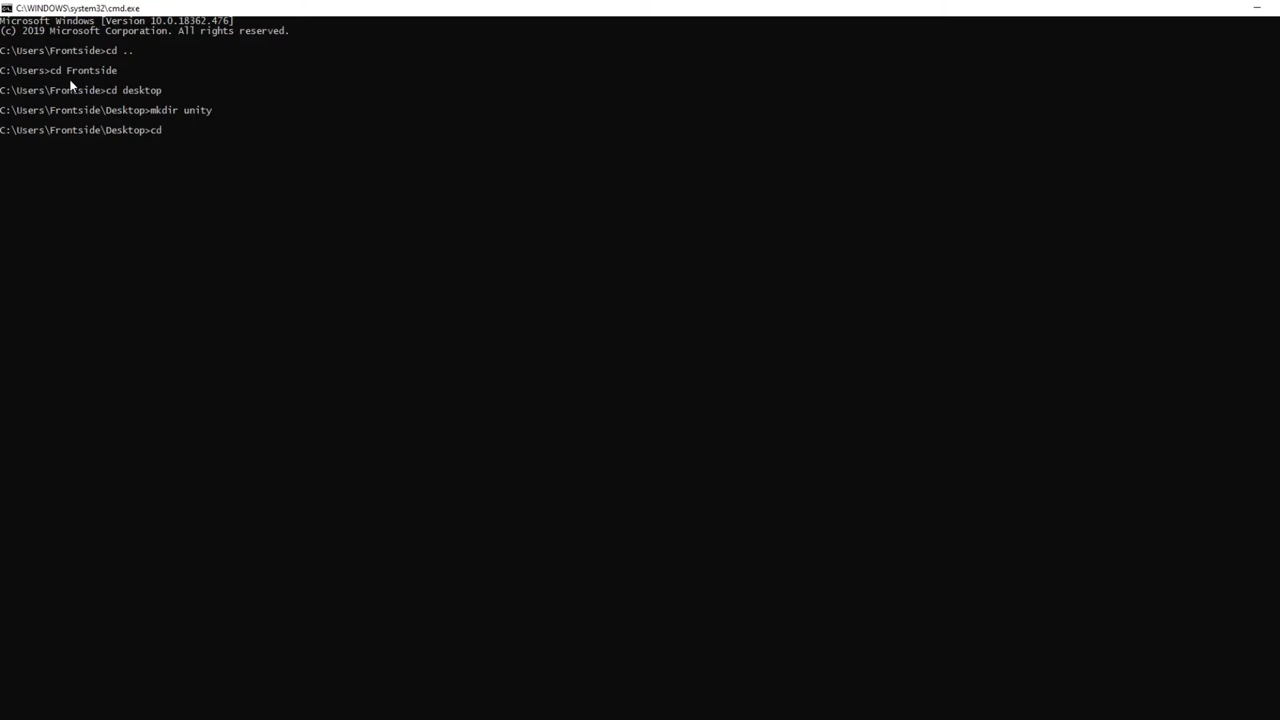 C:\WINDOWS\system32\cmd.exe
Microsoft Windows [Version 10.0.18362.476]
(c) 2019 Microsoft Corporation. All rights reserved.
C:\Users\Frontside>cd ..
C:\Users>cd Frontside
C:\Users\Frontside>cd desktop
C:\Users\Frontside\Desktop>mkdir unity
C:\Users\Frontside\Desktop>cd